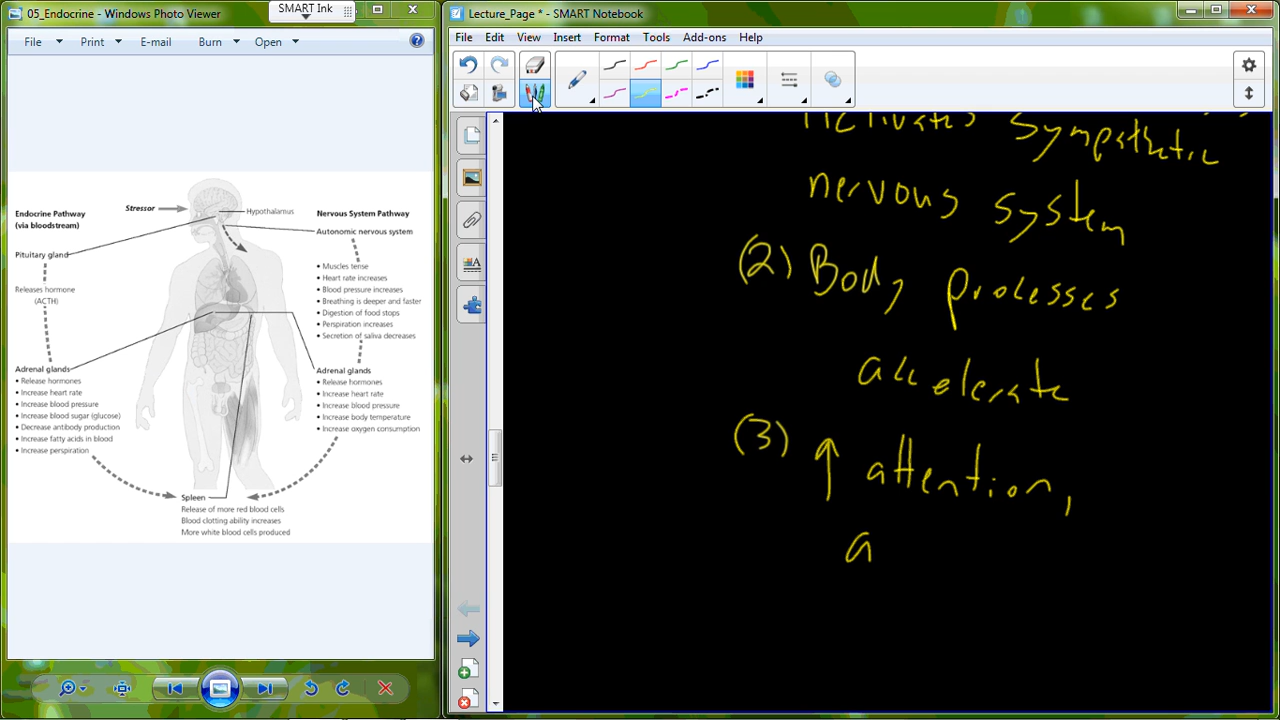 05_Endocrine - Windows Photo Viewer
SMART Ink
File Print E-mail Burn Open
Endocrine Pathway
(via bloodstream)
Stressor
Hypothalamus
Nervous System Pathway
Autonomic nervous system
Pituitary gland
Releases hormone
(ACTH)
• Muscles tense
• Heart rate increases
• Blood pressure increases
• Breathing is deeper and faster
• Digestion of food stops
• Perspiration increases
• Secretion of saliva decreases
Adrenal glands
• Release hormones
• Increase heart rate
• Increase blood pressure
• Increase blood sugar (glucose)
• Decrease antibody production
• Increase fatty acids in blood
• Increase perspiration
Adrenal glands
• Release hormones
• Increase heart rate
• Increase blood pressure
• Increase body temperature
• Increase oxygen consumption
Spleen
Release of more red blood cells
Blood clotting ability increases
More white blood cells produced
Lecture_Page * - SMART Notebook
File Edit View Insert Format Tools Add-ons Help
Activates sympathetic
nervous system
(2) Body processes
accelerate
(3) ↑ attention,
a